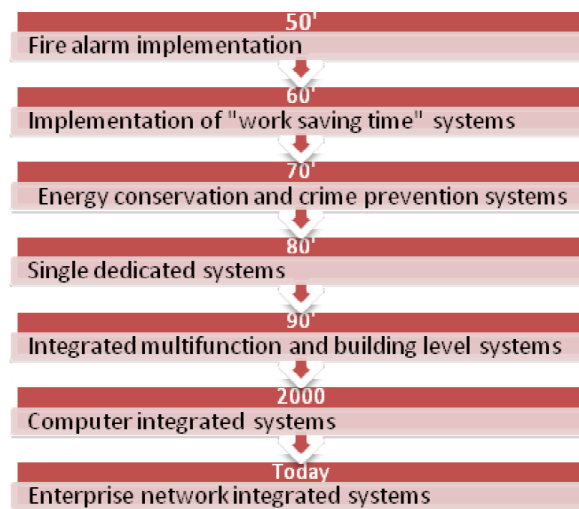 50'
Fire alarm implementation
60'
Implementation of "work saving time" systems
70'
Energy conservation and crime prevention systems
80'
Single dedicated systems
90'
Integrated multifunction and building level systems
2000
Computer integrated systems
Today
Enterprise network integrated systems